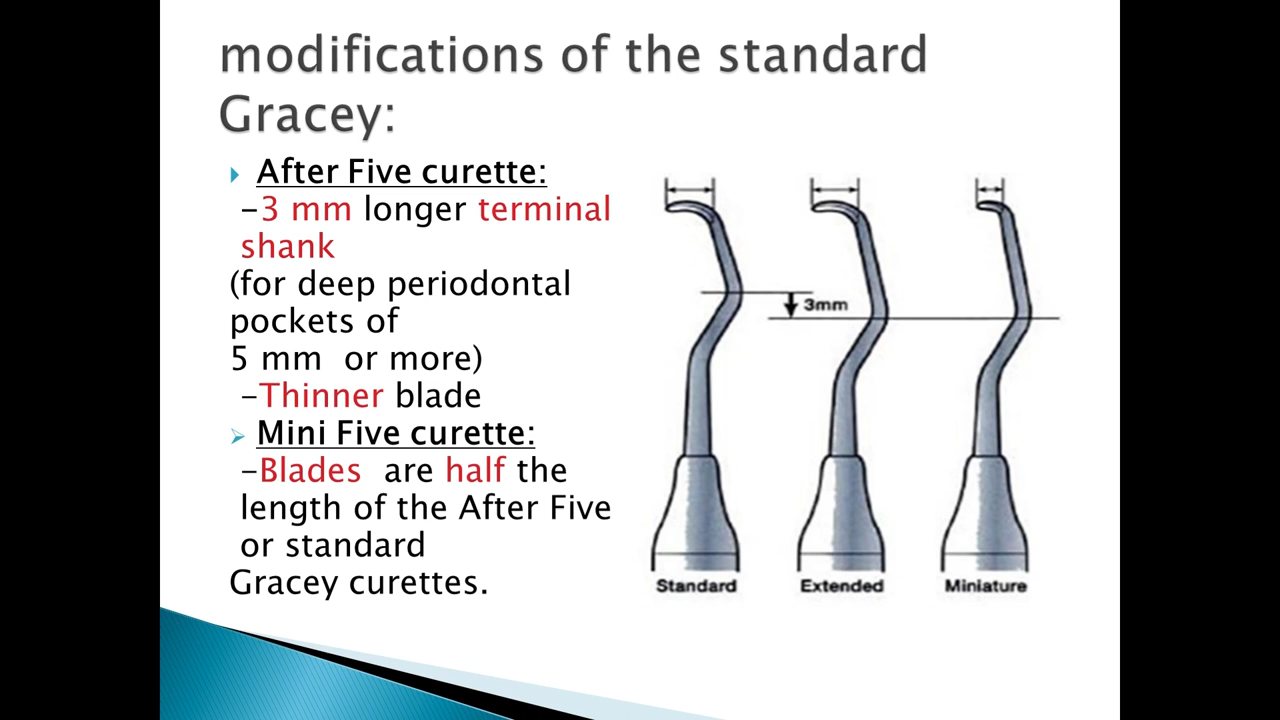 modifications of the standard
Gracey:
After Five curette:
-3 mm longer terminal
shank
(for deep periodontal
pockets of
5 mm or more)
-Thinner blade
Mini Five curette:
-Blades are half the
length of the After Five
or standard
Gracey curettes.
3mm
Standard
Extended
Miniature